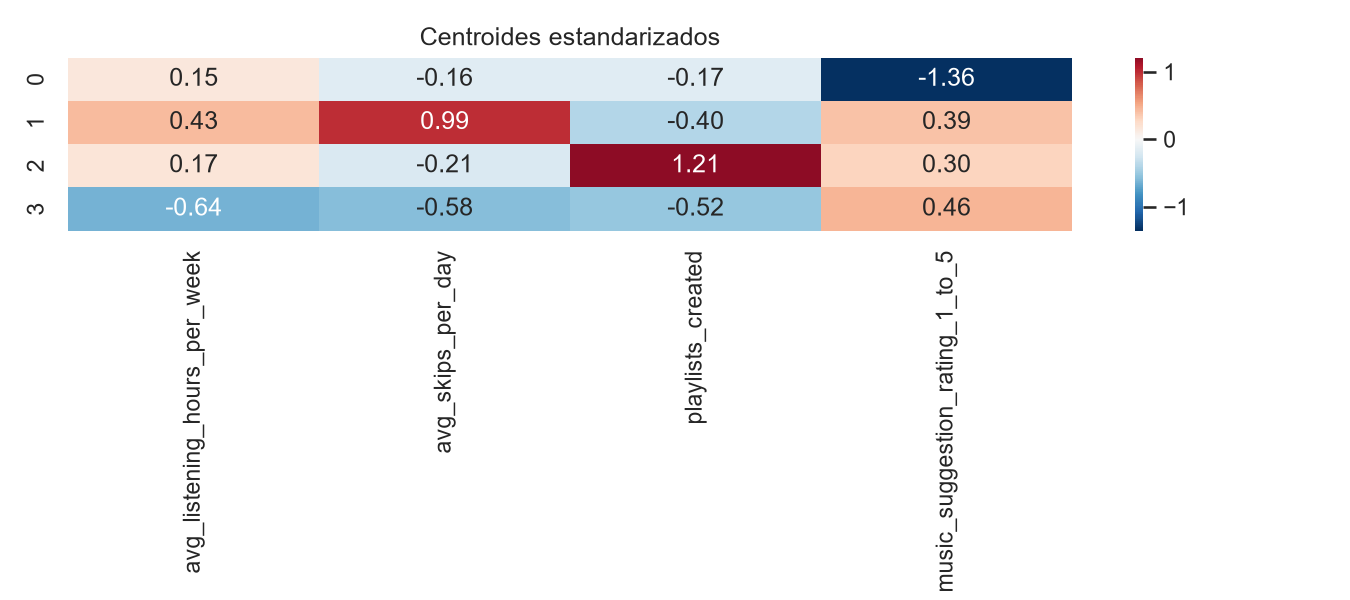 Centroides estandarizados
0 0.15 -0.16 -0.17 -1.36
1 0.43 0.99 -0.40 0.39
2 0.17 -0.21 1.21 0.30
3 -0.64 -0.58 -0.52 0.46
avg_listening_hours_per_week
avg_skips_per_day
playlists_created
music_suggestion_rating_1_to_5
1
0
−1